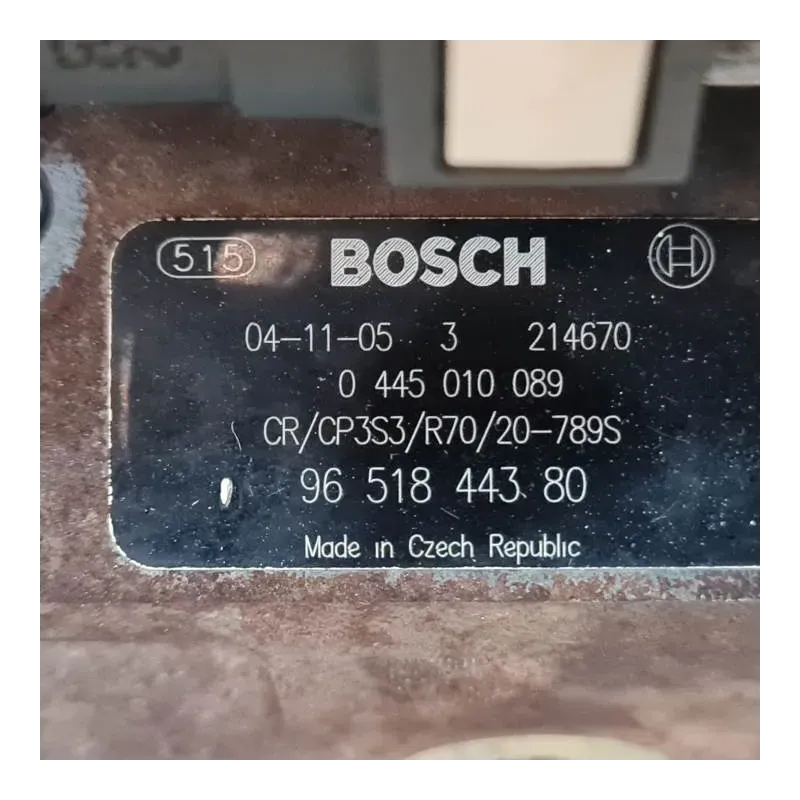 515 BOSCH
04-11-05 3 214670
0 445 010 089
CR/CP3S3/R70/20-789S
96 518 443 80
Made in Czech Republic